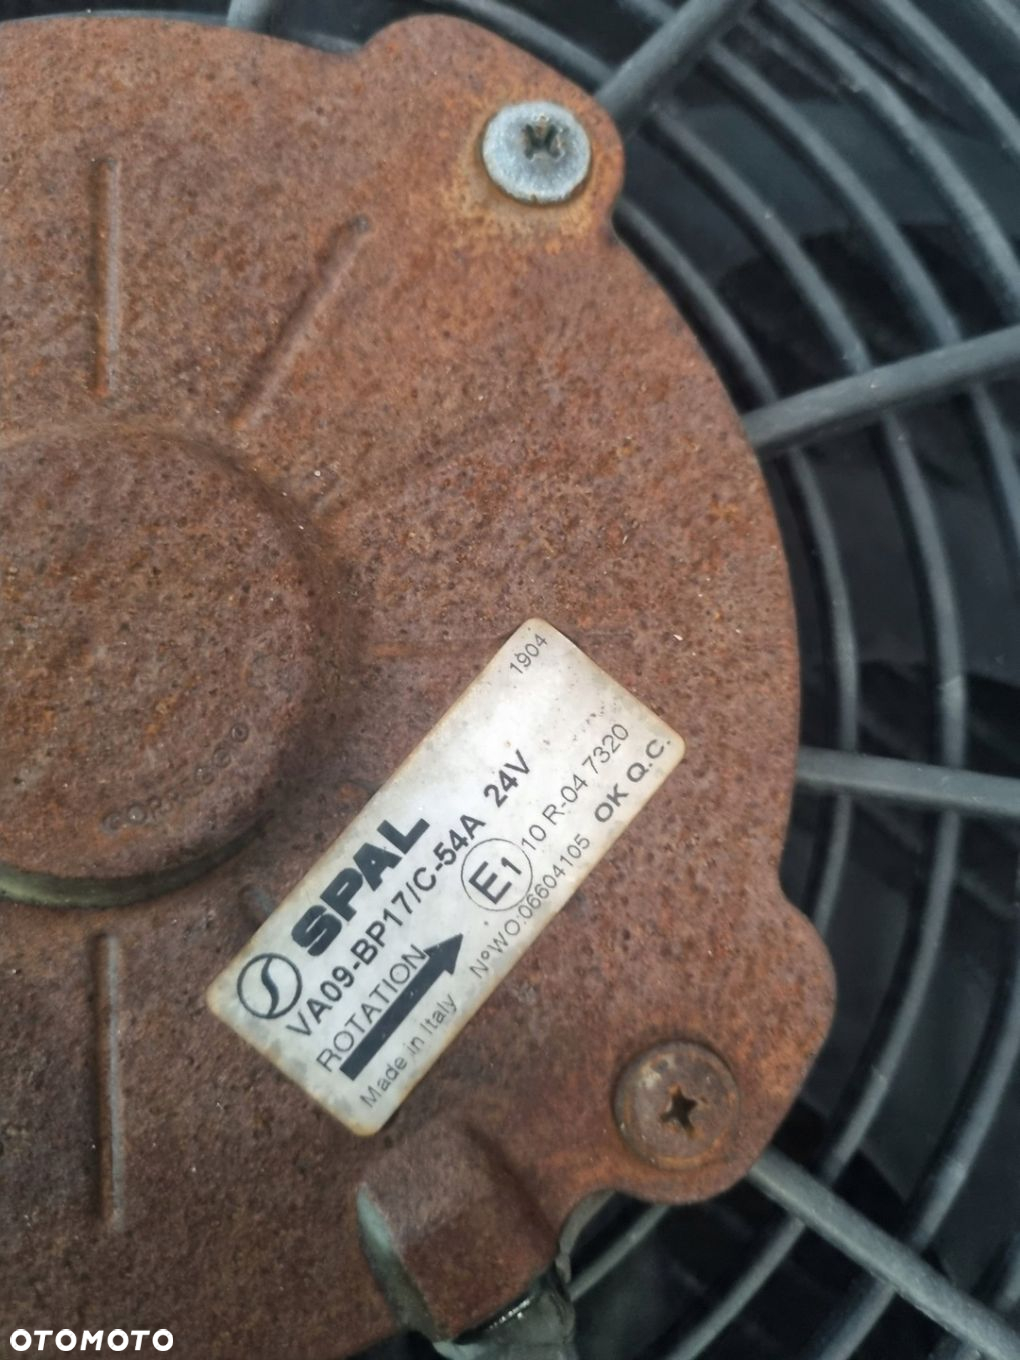 1904
SPAL
VA09-BP17/C-54A 24V
ROTATION
E1
10 R-04 7320
Made in Italy
N°WO:06604105
OK Q.C.
OTOMOTO